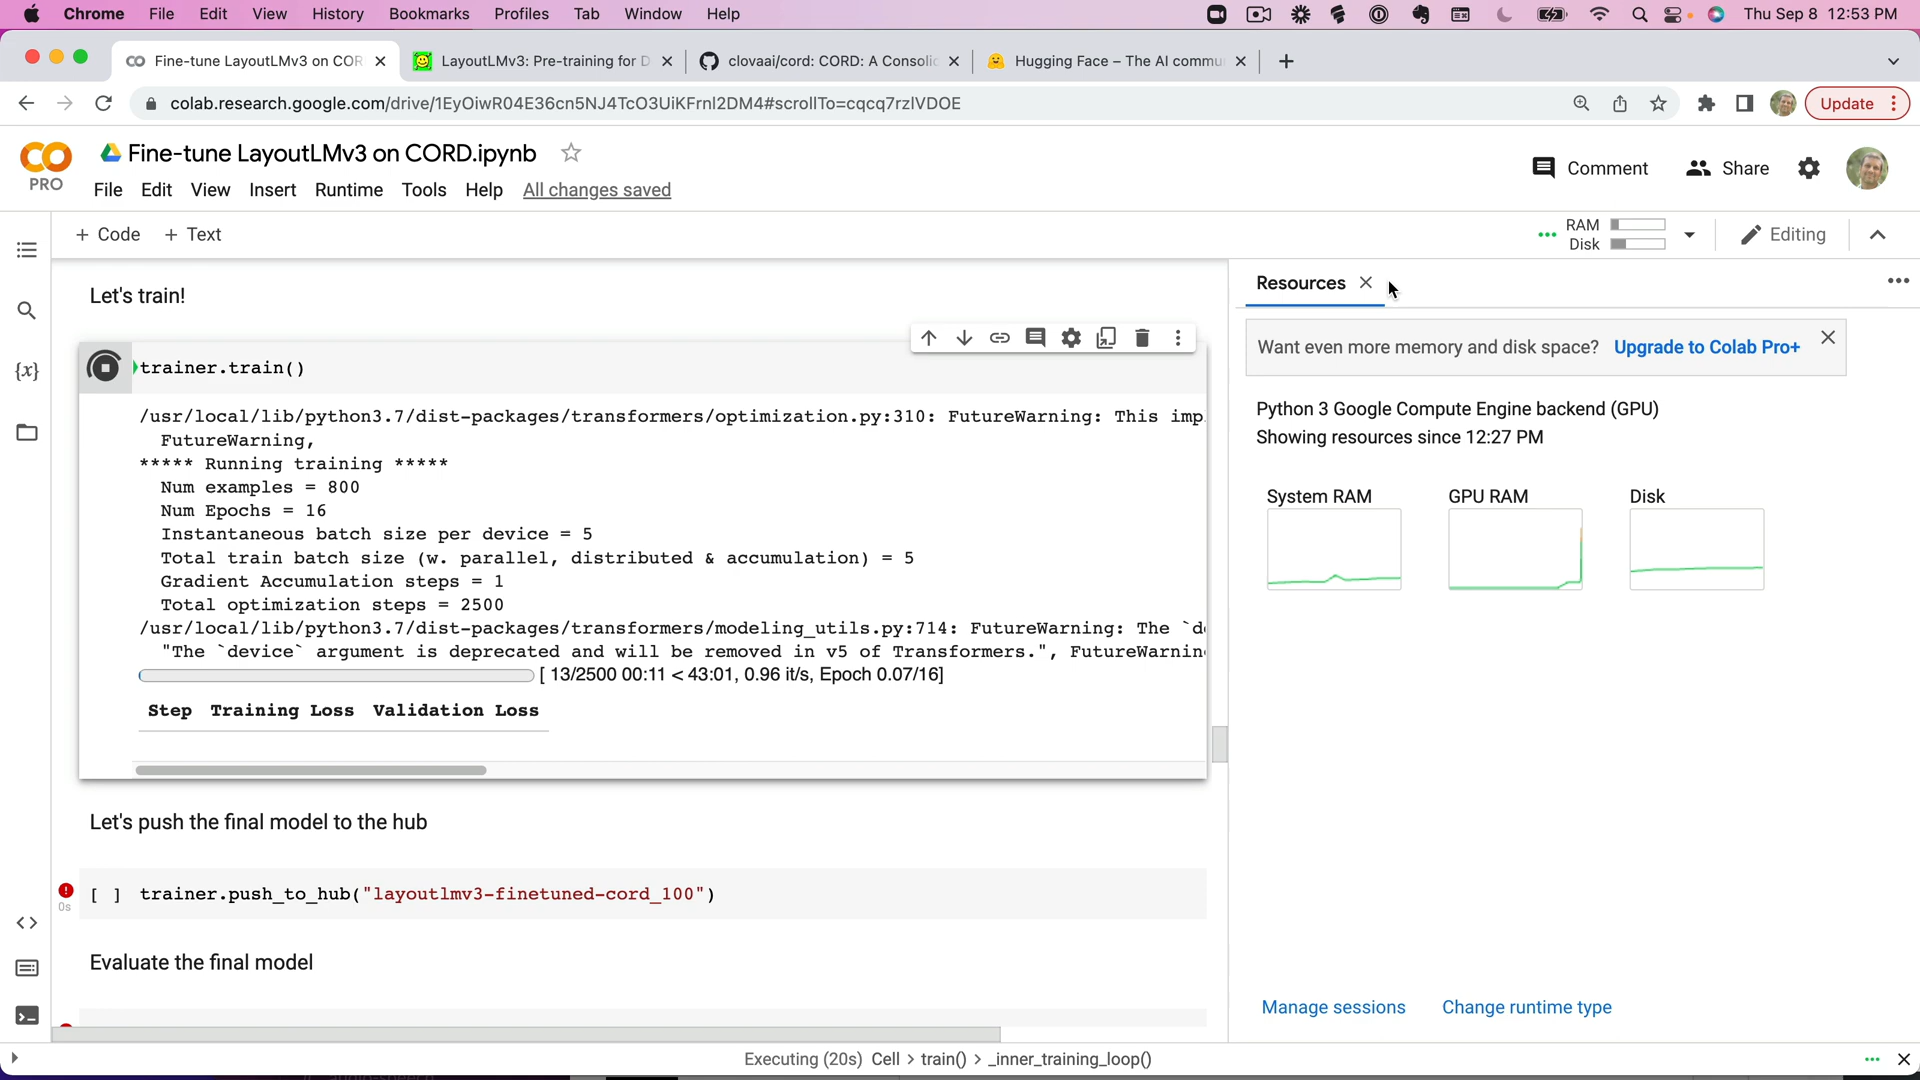 Chrome File Edit View History Bookmarks Profiles Tab Window Help Thu Sep 8 12:53 PM
Fine-tune LayoutLMv3 on COR LayoutLMv3: Pre-training for D clovaai/cord: CORD: A Consolic Hugging Face – The AI commu
colab.research.google.com/drive/1EyOiwR04E36cn5NJ4TcO3UiKFrnl2DM4#scrollTo=cqcq7rzlVDOE Update
Fine-tune LayoutLMv3 on CORD.ipynb
PRO
Comment Share
File Edit View Insert Runtime Tools Help All changes saved
+ Code + Text
RAM
Disk
Editing
Let's train!
trainer.train()
/usr/local/lib/python3.7/dist-packages/transformers/optimization.py:310: FutureWarning: This imp
FutureWarning,
***** Running training *****
Num examples = 800
Num Epochs = 16
Instantaneous batch size per device = 5
Total train batch size (w. parallel, distributed & accumulation) = 5
Gradient Accumulation steps = 1
Total optimization steps = 2500
/usr/local/lib/python3.7/dist-packages/transformers/modeling_utils.py:714: FutureWarning: The `de
"The `device` argument is deprecated and will be removed in v5 of Transformers.", FutureWarnin
[ 13/2500 00:11 < 43:01, 0.96 it/s, Epoch 0.07/16]
Step Training Loss Validation Loss
Let's push the final model to the hub
0s
[ ] trainer.push_to_hub("layoutlmv3-finetuned-cord_100")
Evaluate the final model
Resources
Want even more memory and disk space? Upgrade to Colab Pro+
Python 3 Google Compute Engine backend (GPU)
Showing resources since 12:27 PM
System RAM GPU RAM Disk
Manage sessions Change runtime type
Executing (20s) Cell > train() > _inner_training_loop()